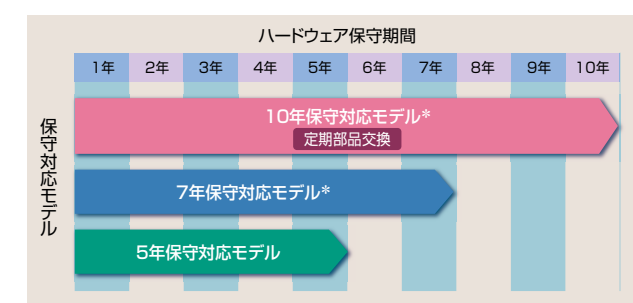 ハードウェア保守期間
1年 2年 3年 4年 5年 6年 7年 8年 9年 10年
保守対応モデル
10年保守対応モデル*
定期部品交換
7年保守対応モデル*
5年保守対応モデル